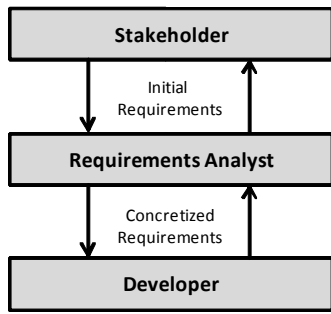 Stakeholder
Initial
Requirements
Requirements Analyst
Concretized
Requirements
Developer